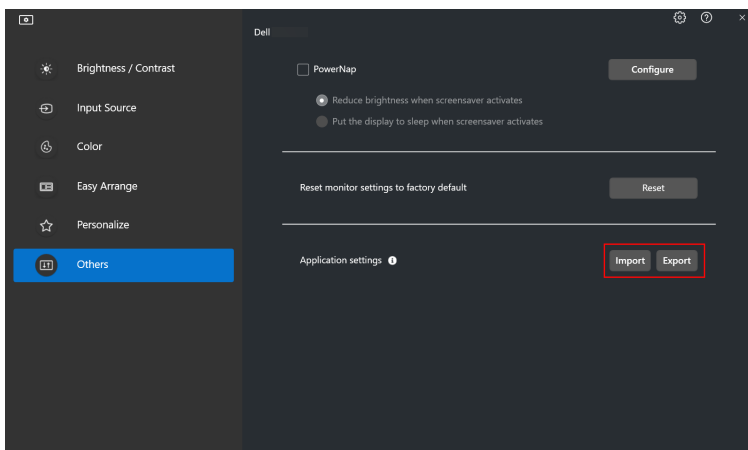 Dell
Brightness / Contrast
Input Source
Color
Easy Arrange
Personalize
Others
PowerNap
Configure
Reduce brightness when screensaver activates
Put the display to sleep when screensaver activates
Reset monitor settings to factory default
Reset
Application settings
Import
Export